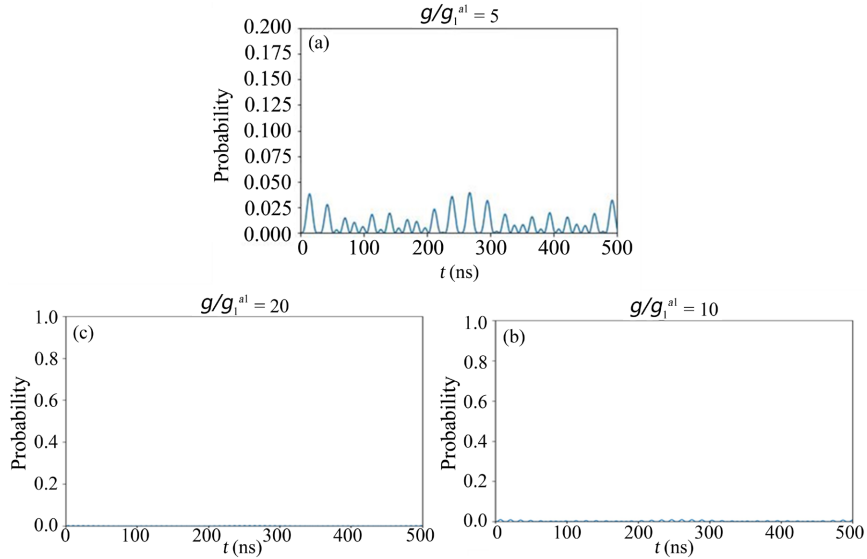 g/g₁ᵃˡ = 5
(a)
Probability
0.200
0.175
0.150
0.125
0.100
0.075
0.050
0.025
0.000
0 100 200 300 400 500
t (ns)
g/g₁ᵃˡ = 20
(c)
Probability
1.0
0.8
0.6
0.4
0.2
0.0
0 100 200 300 400 500
t (ns)
g/g₁ᵃˡ = 10
(b)
Probability
1.0
0.8
0.6
0.4
0.2
0.0
0 100 200 300 400 500
t (ns)